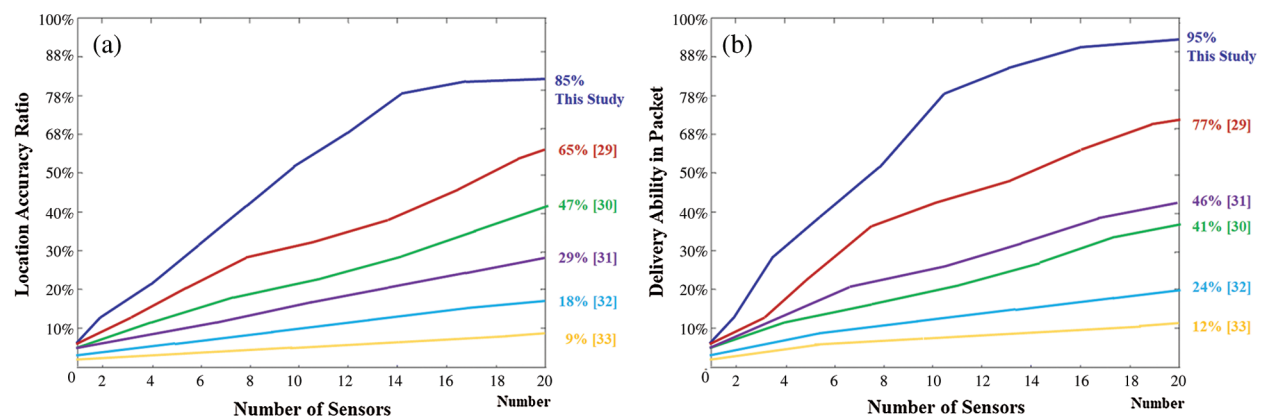 (a)
Location Accuracy Ratio
100%
88%
78%
68%
50%
40%
30%
20%
10%
0 2 4 6 8 10 12 14 16 18 20
Number of Sensors
Number
85%
This Study
65% [29]
47% [30]
29% [31]
18% [32]
9% [33]
(b)
Delivery Ability in Packet
100%
88%
78%
68%
50%
40%
30%
20%
10%
0 2 4 6 8 10 12 14 16 18 20
Number of Sensors
Number
95%
This Study
77% [29]
46% [31]
41% [30]
24% [32]
12% [33]